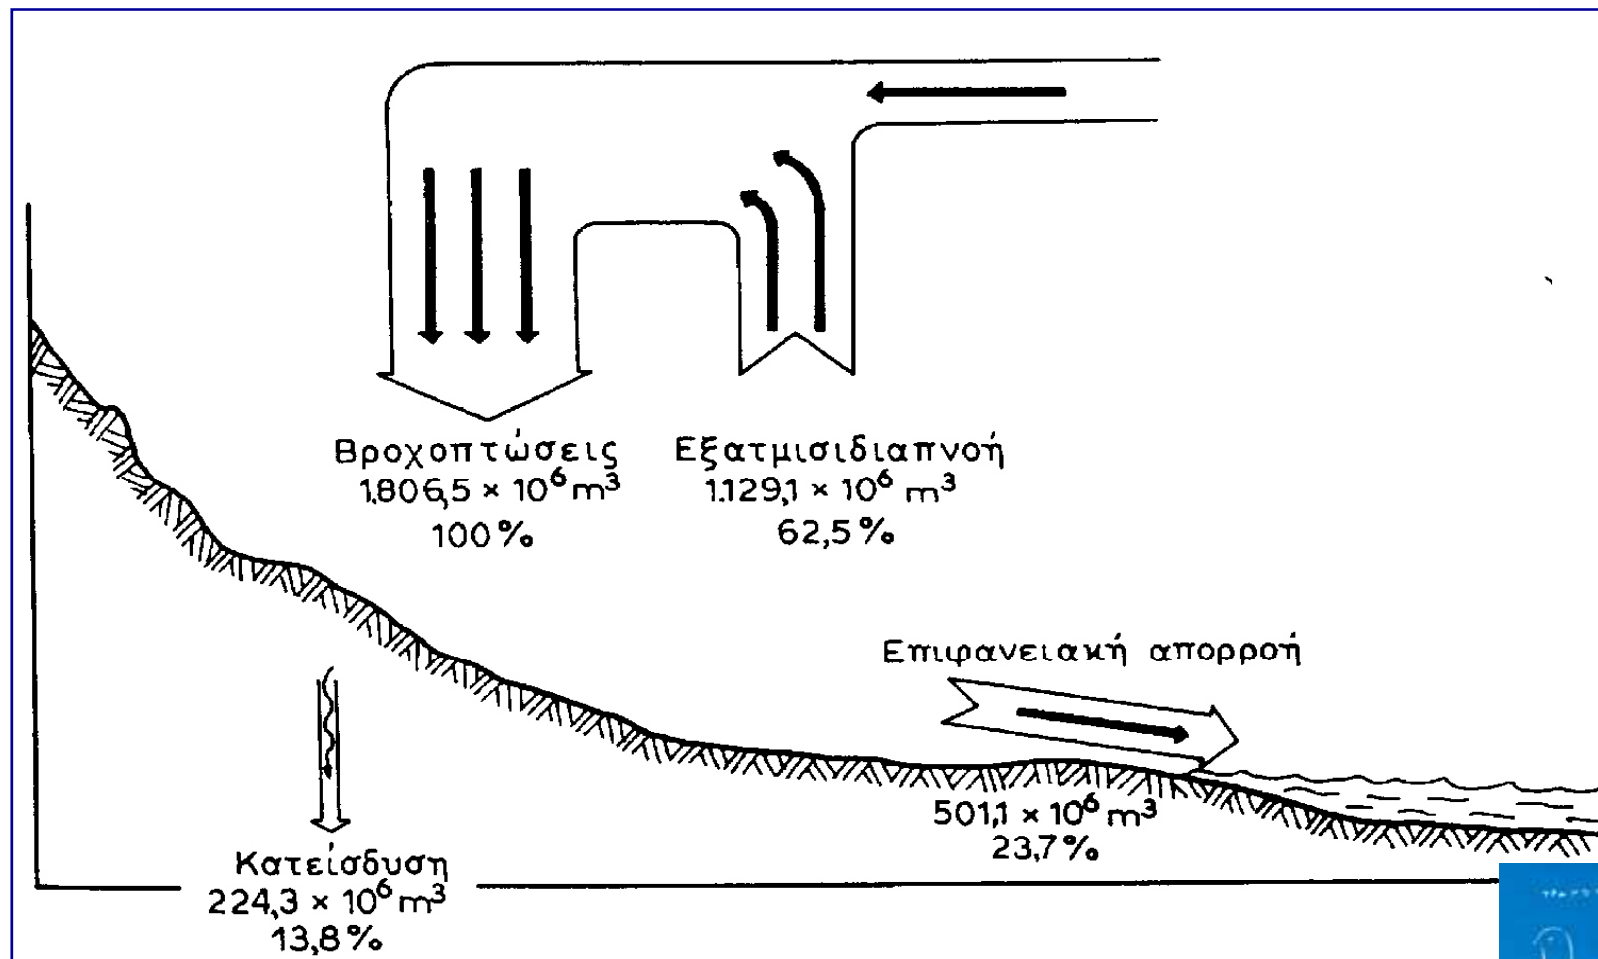 Βροχοπτώσεις
1.806,5 × 10⁶ m³
100%
Εξατμισιδιαπνοή
1.129,1 × 10⁶ m³
62,5%
Επιφανειακή απορροή
501,1 × 10⁶ m³
23,7%
Κατείσδυση
224,3 × 10⁶ m³
13,8%